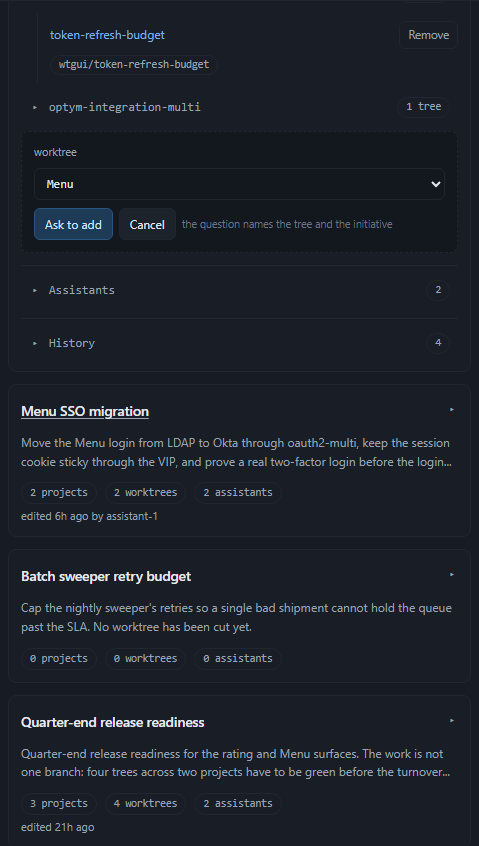 token-refresh-budget
Remove
wtgui/token-refresh-budget
optym-integration-multi
1 tree
worktree
Menu
Ask to add
Cancel
the question names the tree and the initiative
Assistants
2
History
4
Menu SSO migration
Move the Menu login from LDAP to Okta through oauth2-multi, keep the session
cookie sticky through the VIP, and prove a real two-factor login before the login...
2 projects
2 worktrees
2 assistants
edited 6h ago by assistant-1
Batch sweeper retry budget
Cap the nightly sweeper's retries so a single bad shipment cannot hold the queue
past the SLA. No worktree has been cut yet.
0 projects
0 worktrees
0 assistants
Quarter-end release readiness
Quarter-end release readiness for the rating and Menu surfaces. The work is not
one branch: four trees across two projects have to be green before the turnover...
3 projects
4 worktrees
2 assistants
edited 21h ago